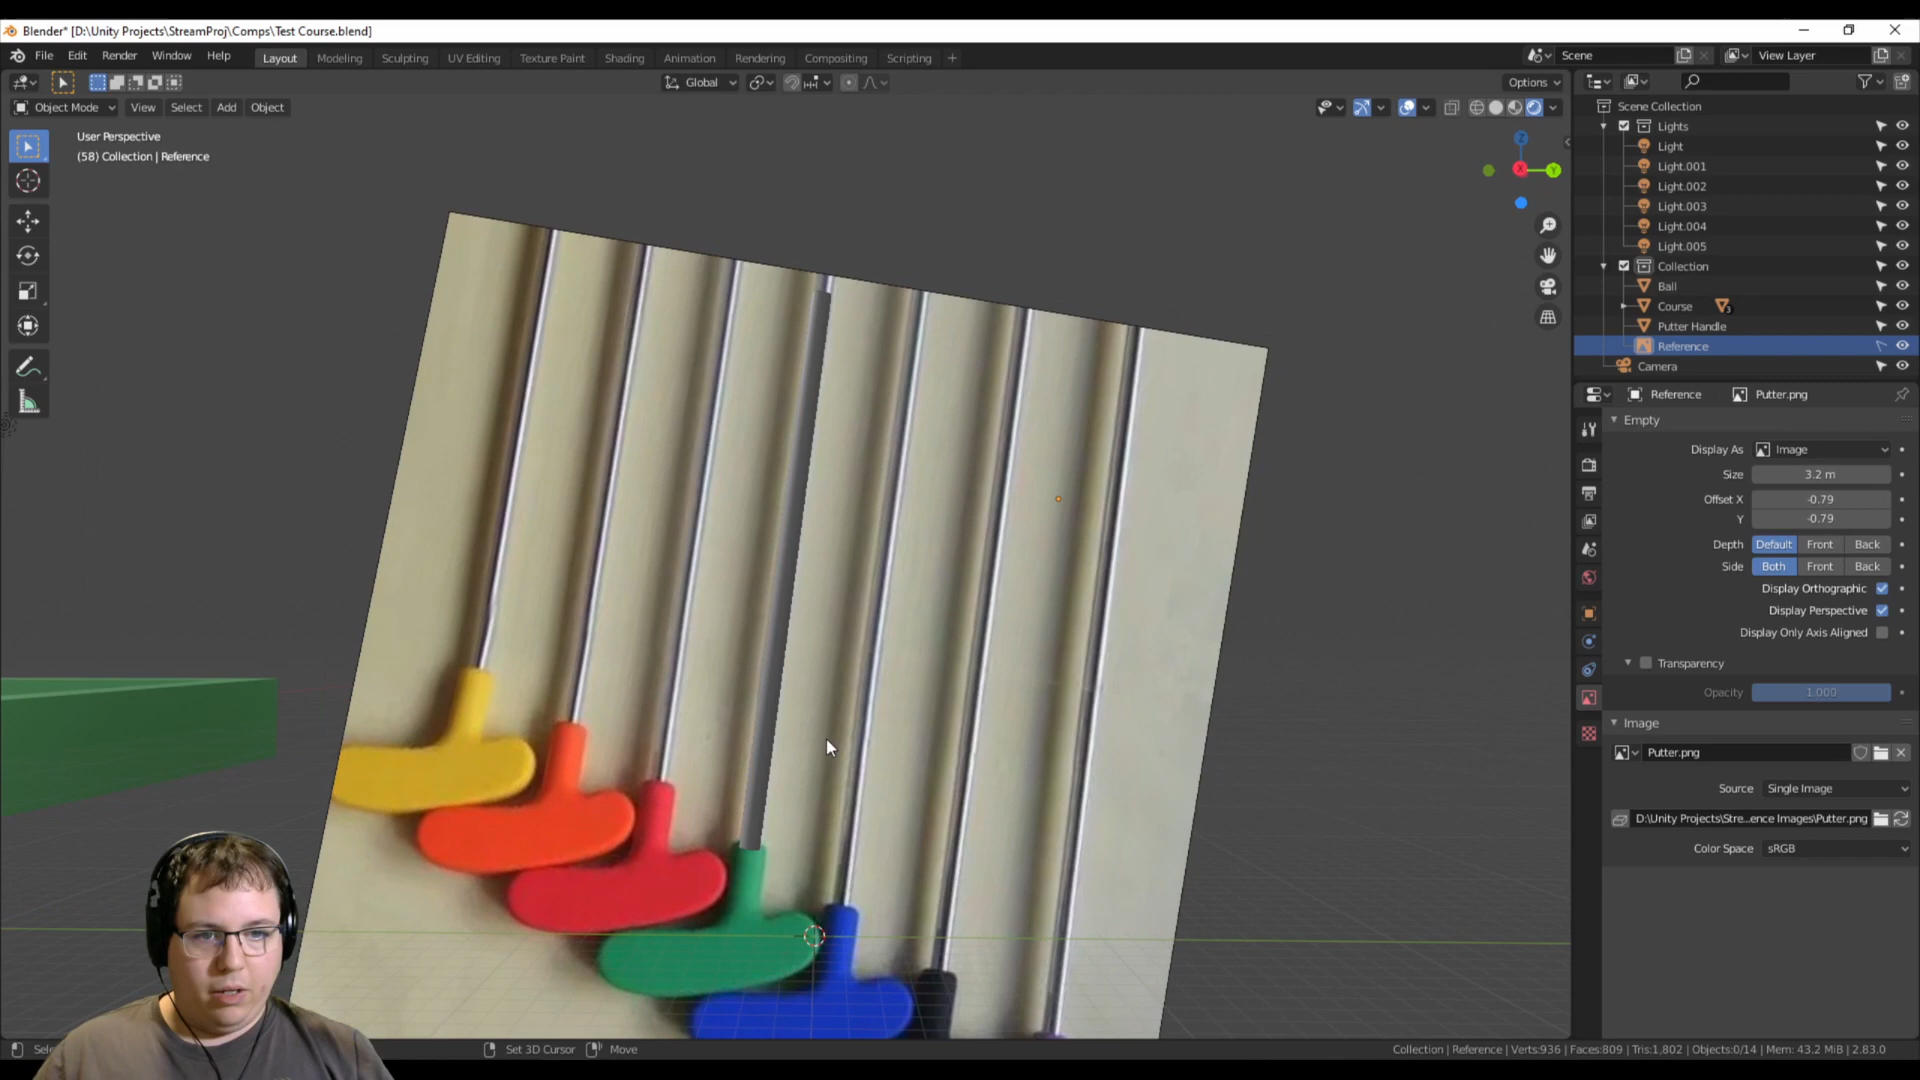 Blender* [D:\Unity Projects\StreamProj\Comps\Test Course.blend]
File Edit Render Window Help Layout Modeling Sculpting UV Editing Texture Paint Shading Animation Rendering Compositing Scripting + Scene View Layer
Global Options
Object Mode View Select Add Object
User Perspective
(58) Collection | Reference
Z
X
Y
Scene Collection
Lights
Light
Light.001
Light.002
Light.003
Light.004
Light.005
Collection
Ball
Course 3
Putter Handle
Reference
Camera
Reference Putter.png
Empty
Display As Image
Size 3.2 m
Offset X -0.79
Y -0.79
Depth Default Front Back
Side Both Front Back
Display Orthographic
Display Perspective
Display Only Axis Aligned
Transparency
Opacity 1.000
Image
Putter.png
Source Single Image
D:\Unity Projects\Stre...ence Images\Putter.png
Color Space sRGB
Set 3D Cursor Move
Collection | Reference | Verts:936 | Faces:809 | Tris:1,802 | Objects:0/14 | Mem: 43.2 MiB | 2.83.0